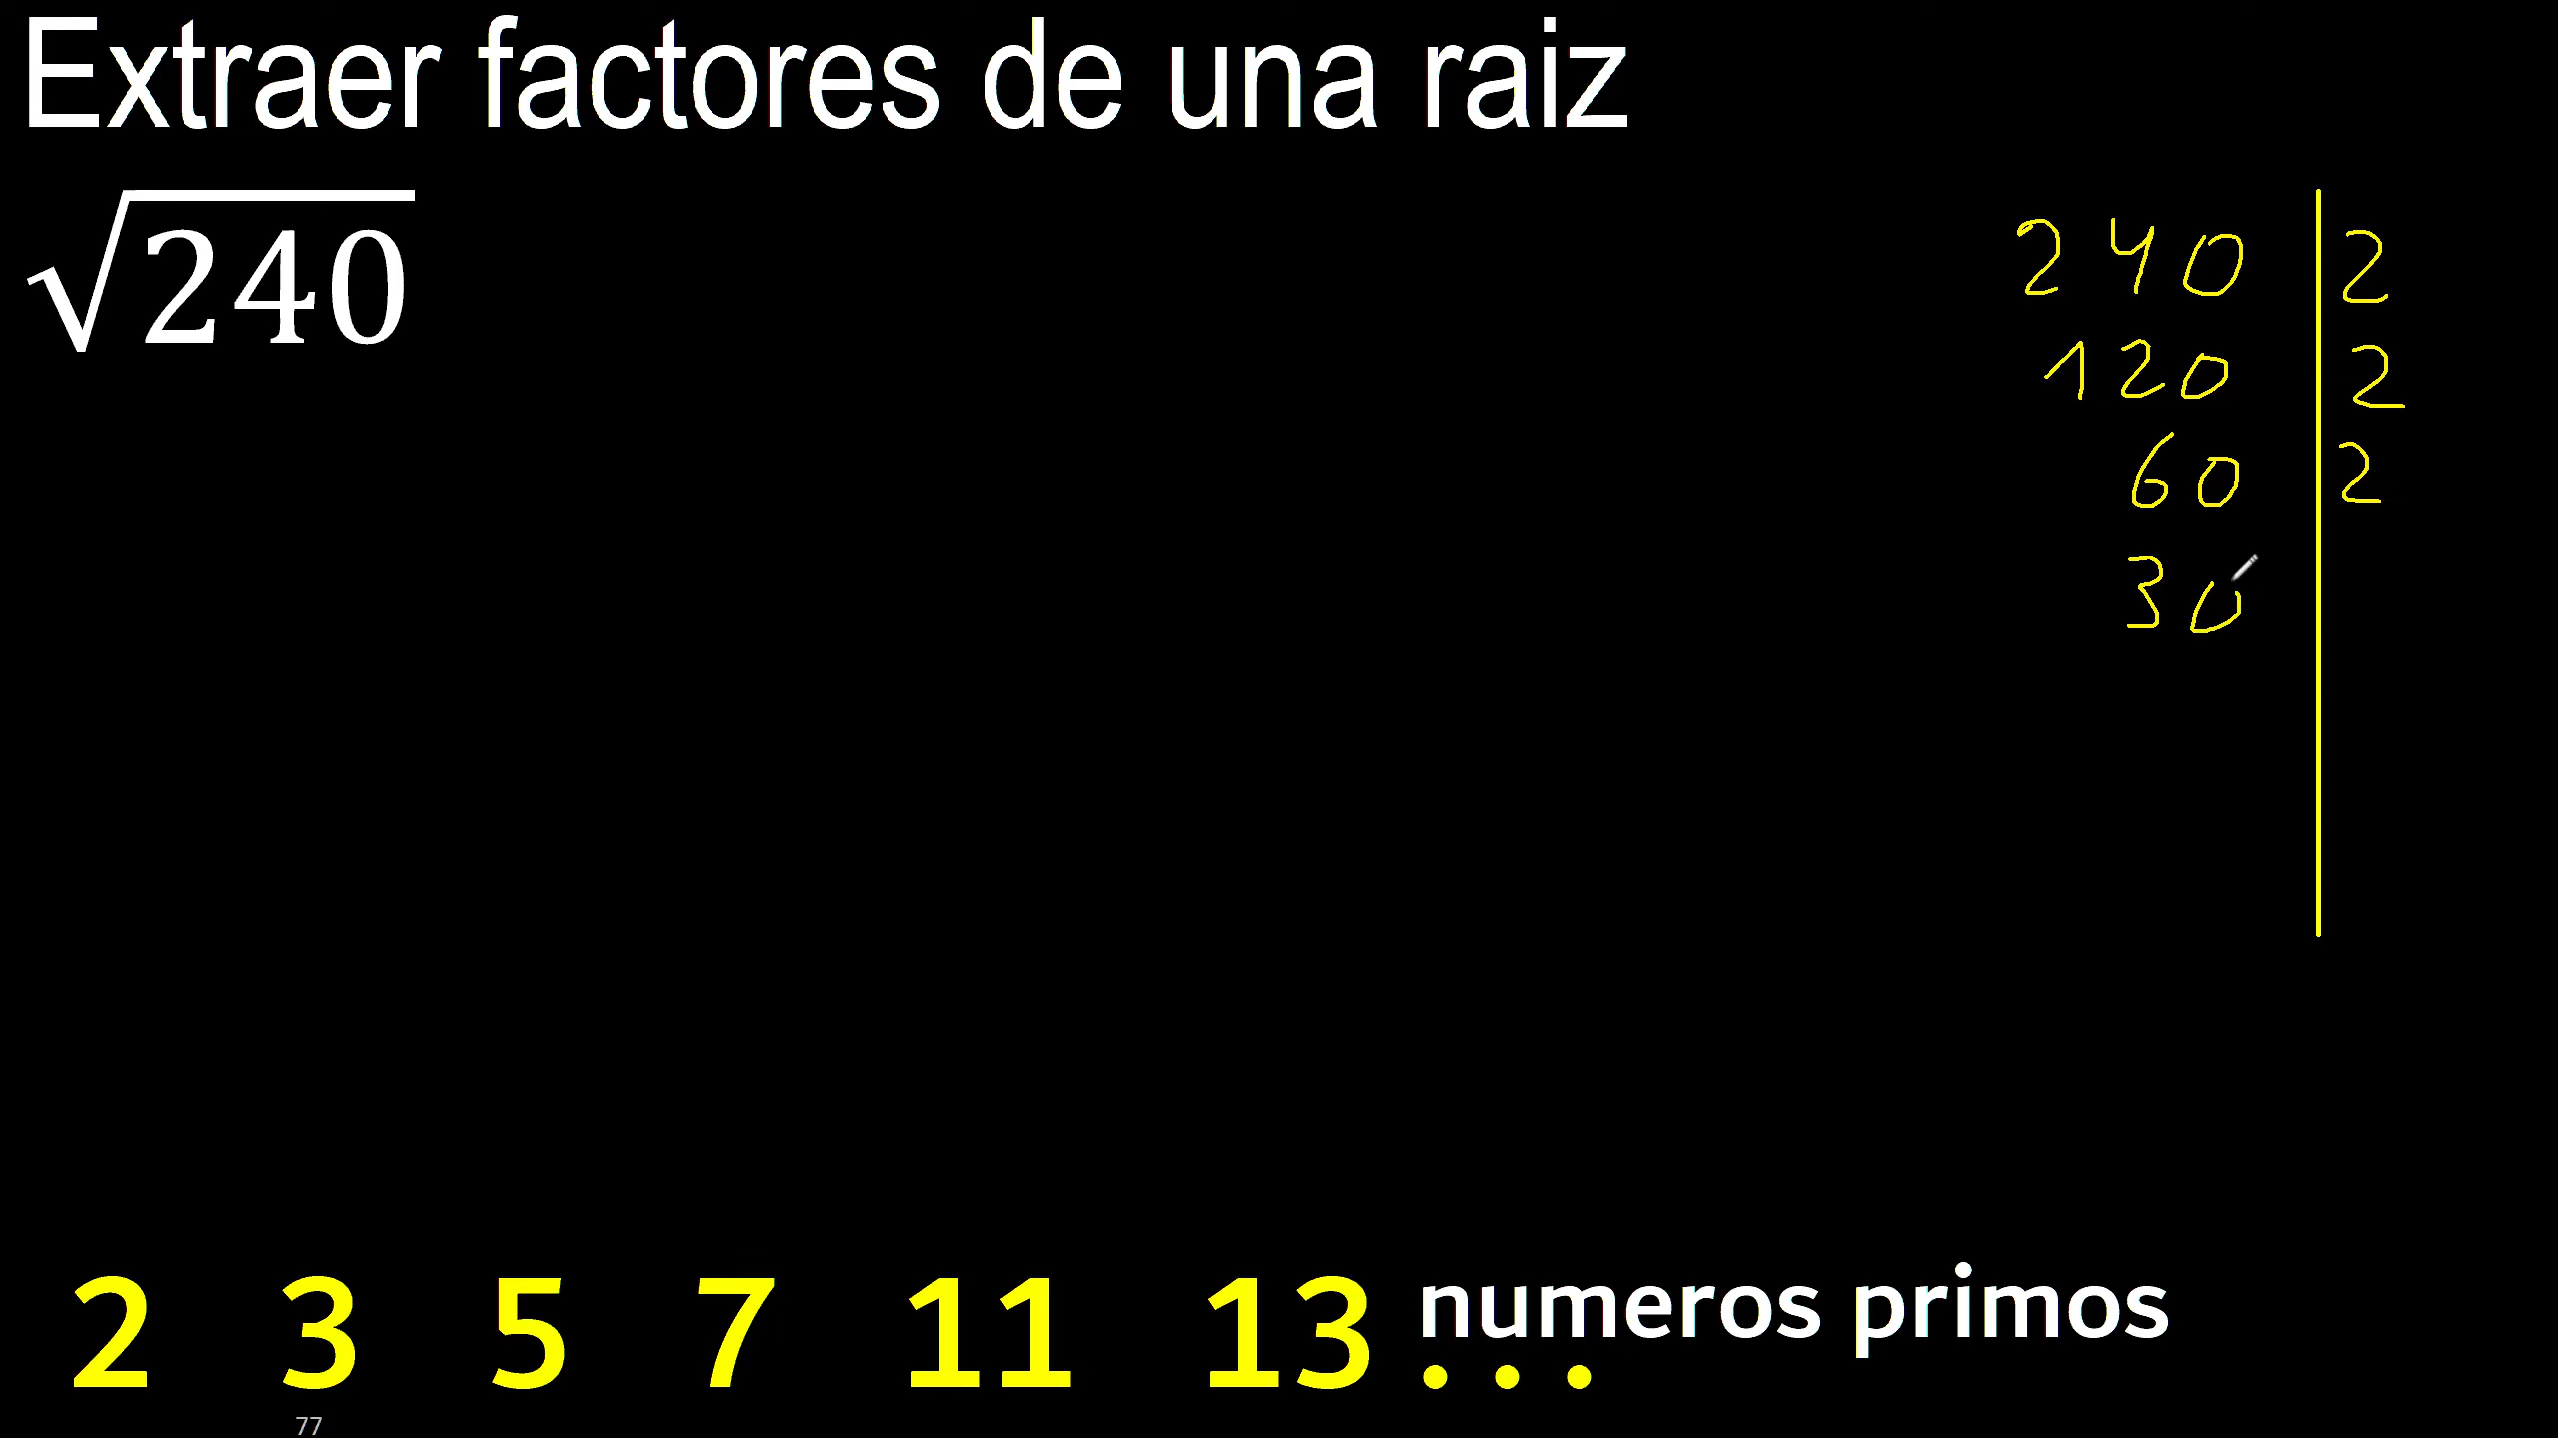 Extraer factores de una raiz
√240
240 | 2
120 | 2
60 | 2
30
2 3 5 7 11 13 ... numeros primos
77